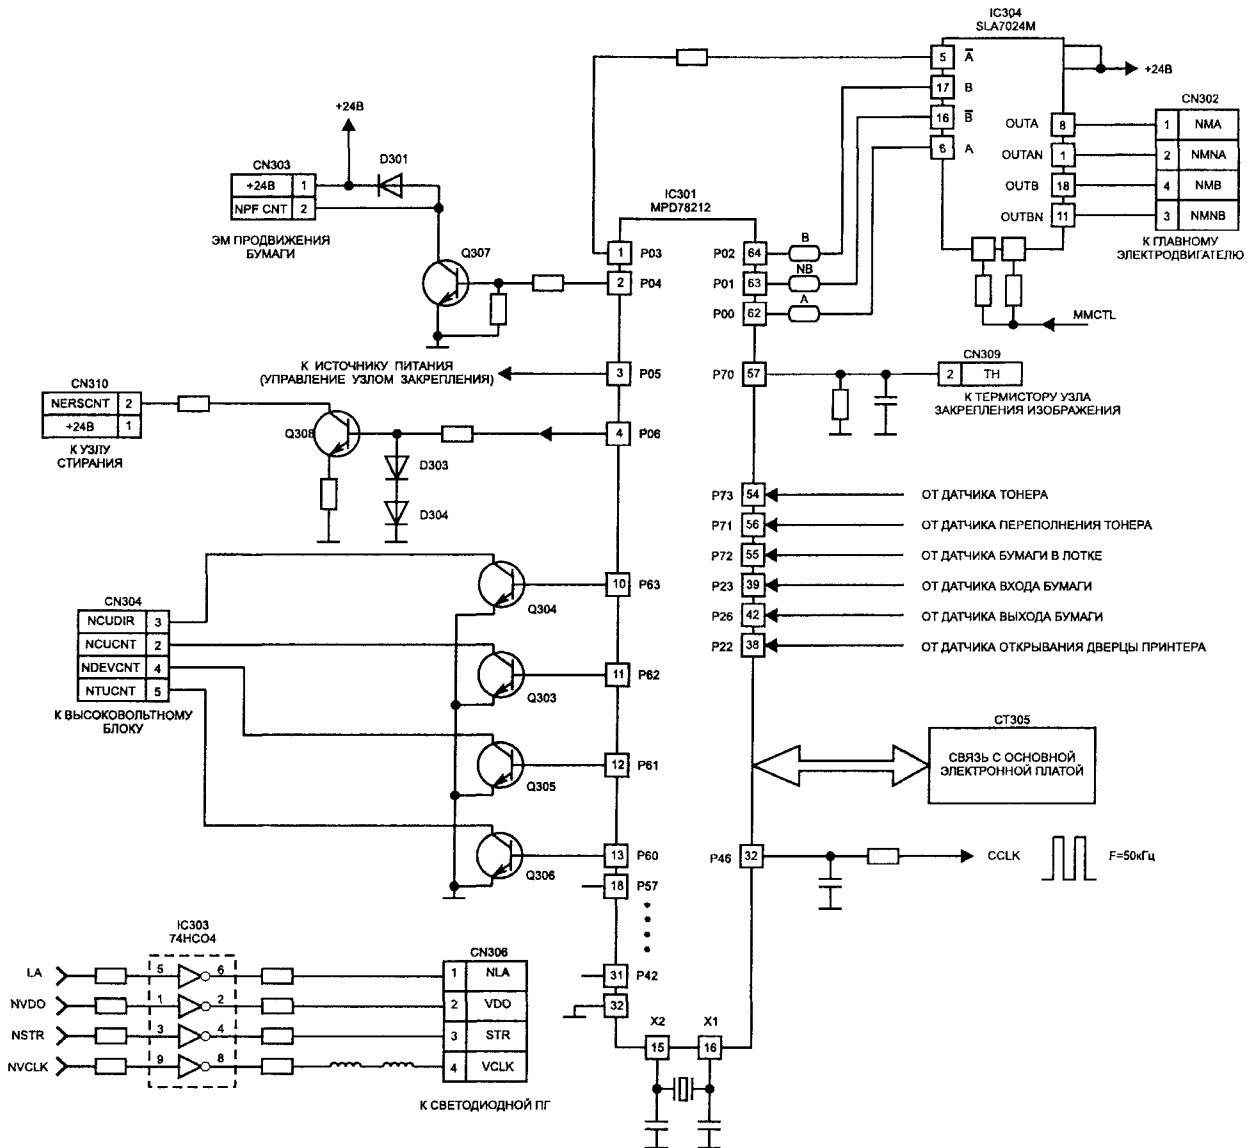 IC304
SLA7024M
5 A
17 B
16 B
6 A
+24В
OUTA 8
OUTAN 1
OUTB 18
OUTBN 11
CN302
1 NMA
2 NMNA
4 NMB
3 NMNB
К ГЛАВНОМУ
ЭЛЕКТРОДВИГАТЕЛЮ
MMCTL
+24В
D301
CN303
+24В 1
NPF CNT 2
ЭМ ПРОДВИЖЕНИЯ
БУМАГИ
Q307
IC301
MPD78212
1 P03
2 P04
3 P05
4 P06
P02 64 B
P01 63 NB
P00 62 A
P70 57
CN309
2 TH
К ТЕРМИСТОРУ УЗЛА
ЗАКРЕПЛЕНИЯ ИЗОБРАЖЕНИЯ
К ИСТОЧНИКУ ПИТАНИЯ
(УПРАВЛЕНИЕ УЗЛОМ ЗАКРЕПЛЕНИЯ)
CN310
NERSCNT 2
+24В 1
К УЗЛУ
СТИРАНИЯ
Q308
D303
D304
P73 54 ОТ ДАТЧИКА ТОНЕРА
P71 56 ОТ ДАТЧИКА ПЕРЕПОЛНЕНИЯ ТОНЕРА
P72 55 ОТ ДАТЧИКА БУМАГИ В ЛОТКЕ
P23 39 ОТ ДАТЧИКА ВХОДА БУМАГИ
P26 42 ОТ ДАТЧИКА ВЫХОДА БУМАГИ
P22 38 ОТ ДАТЧИКА ОТКРЫВАНИЯ ДВЕРЦЫ ПРИНТЕРА
CN304
NCUDIR 3
NCUCNT 2
NDEVCNT 4
NTUCNT 5
К ВЫСОКОВОЛЬТНОМУ
БЛОКУ
Q304
Q303
Q305
Q306
10 P63
11 P62
12 P61
13 P60
18 P57
31 P42
32
CT305
СВЯЗЬ С ОСНОВНОЙ
ЭЛЕКТРОННОЙ ПЛАТОЙ
P46 32 CCLK F=50кГц
X2 X1
15 16
IC303
74HCO4
LA 5 6
NVDO 1 2
NSTR 3 4
NVCLK 9 8
CN306
1 NLA
2 VDO
3 STR
4 VCLK
К СВЕТОДИОДНОЙ ПГ